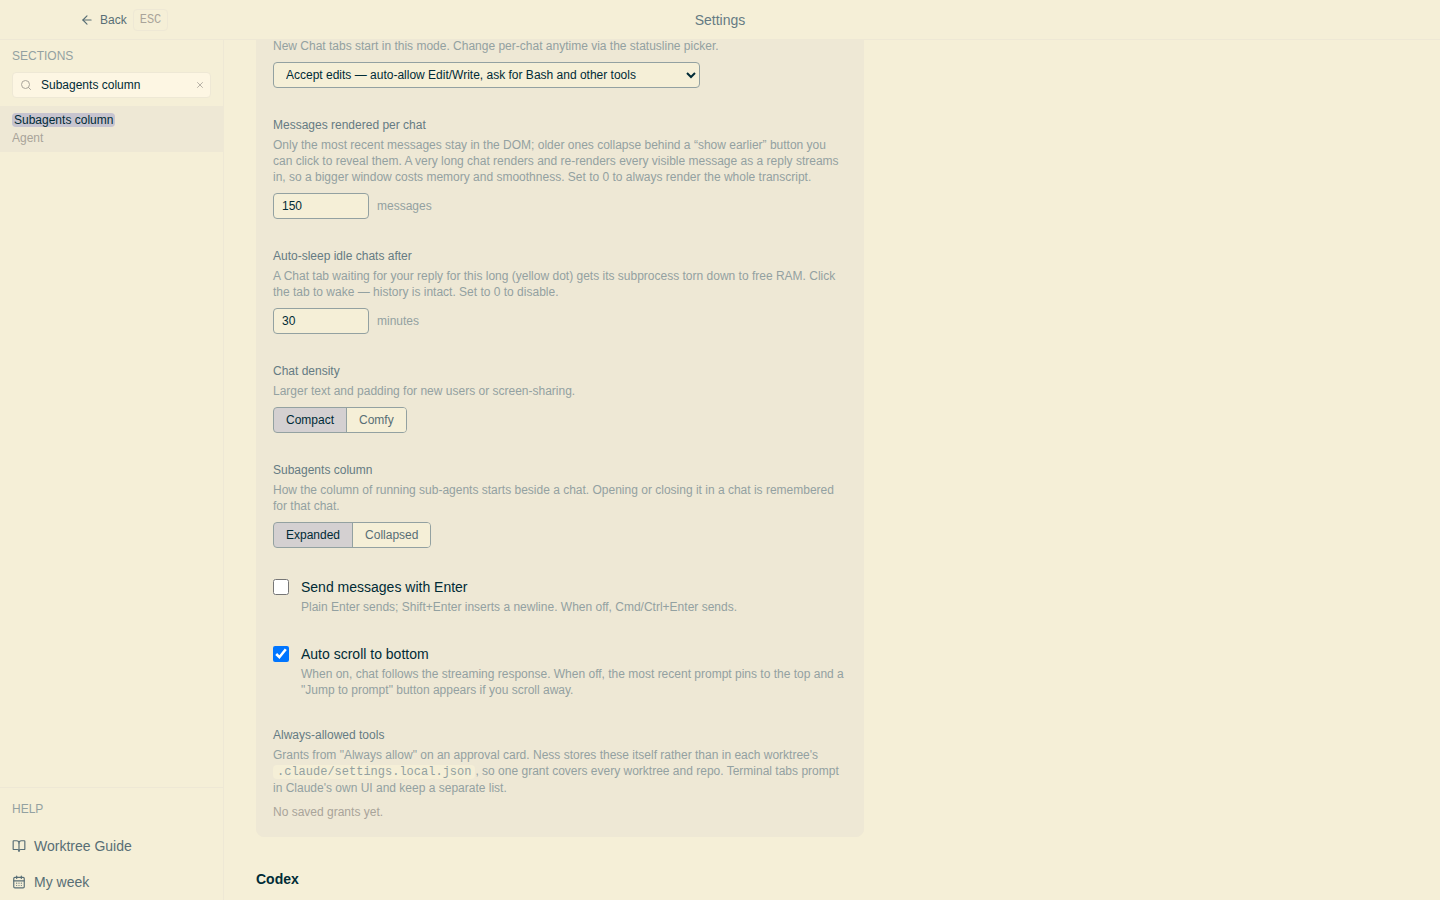 Back ESC
Settings
SECTIONS
Subagents column
Subagents column
Agent
HELP
Worktree Guide
My week
New Chat tabs start in this mode. Change per-chat anytime via the statusline picker.
Accept edits — auto-allow Edit/Write, ask for Bash and other tools
Messages rendered per chat
Only the most recent messages stay in the DOM; older ones collapse behind a “show earlier” button you
can click to reveal them. A very long chat renders and re-renders every visible message as a reply streams
in, so a bigger window costs memory and smoothness. Set to 0 to always render the whole transcript.
150 messages
Auto-sleep idle chats after
A Chat tab waiting for your reply for this long (yellow dot) gets its subprocess torn down to free RAM. Click
the tab to wake — history is intact. Set to 0 to disable.
30 minutes
Chat density
Larger text and padding for new users or screen-sharing.
Compact Comfy
Subagents column
How the column of running sub-agents starts beside a chat. Opening or closing it in a chat is remembered
for that chat.
Expanded Collapsed
Send messages with Enter
Plain Enter sends; Shift+Enter inserts a newline. When off, Cmd/Ctrl+Enter sends.
Auto scroll to bottom
When on, chat follows the streaming response. When off, the most recent prompt pins to the top and a
"Jump to prompt" button appears if you scroll away.
Always-allowed tools
Grants from "Always allow" on an approval card. Ness stores these itself rather than in each worktree's
.claude/settings.local.json, so one grant covers every worktree and repo. Terminal tabs prompt
in Claude's own UI and keep a separate list.
No saved grants yet.
Codex